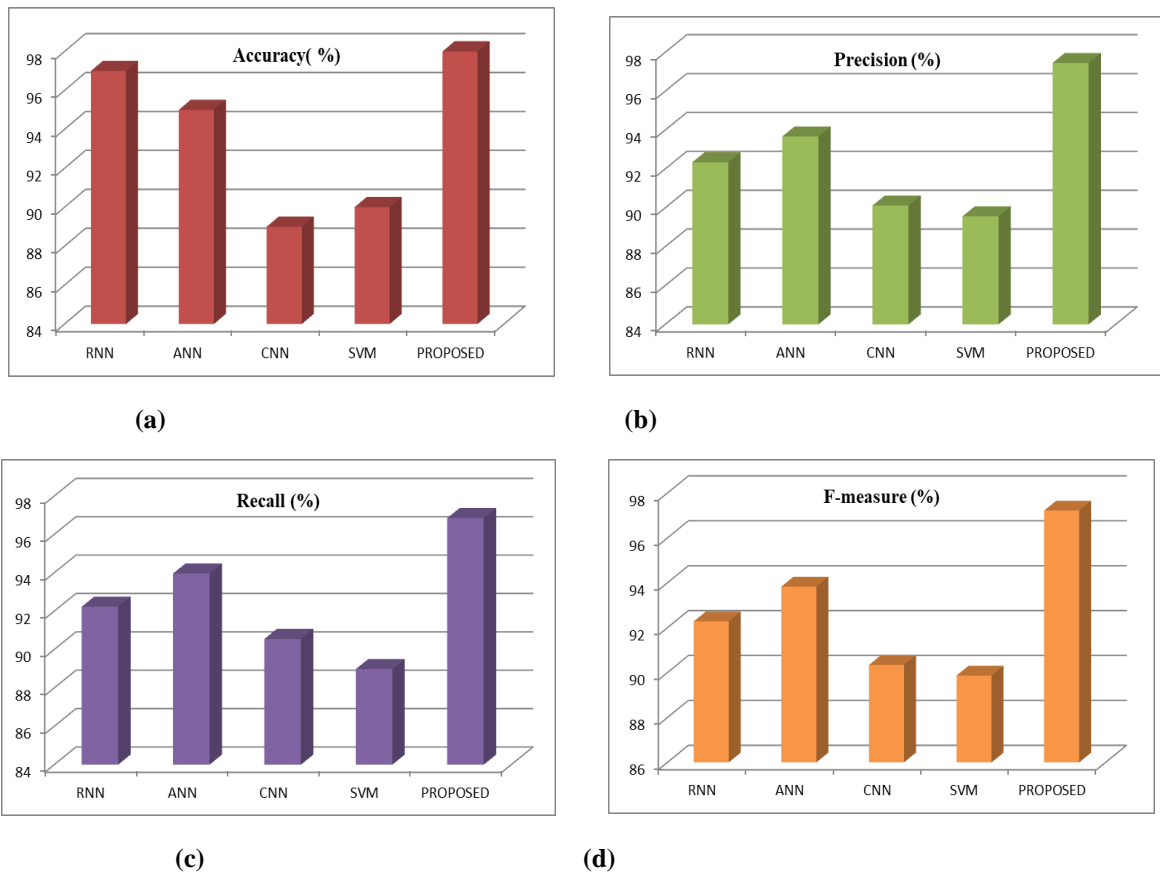 Accuracy( %)
98
96
94
92
90
88
86
84
RNN ANN CNN SVM PROPOSED
(a)
Precision (%)
98
96
94
92
90
88
86
84
RNN ANN CNN SVM PROPOSED
(b)
Recall (%)
98
96
94
92
90
88
86
84
RNN ANN CNN SVM PROPOSED
(c)
F-measure (%)
98
96
94
92
90
88
86
RNN ANN CNN SVM PROPOSED
(d)